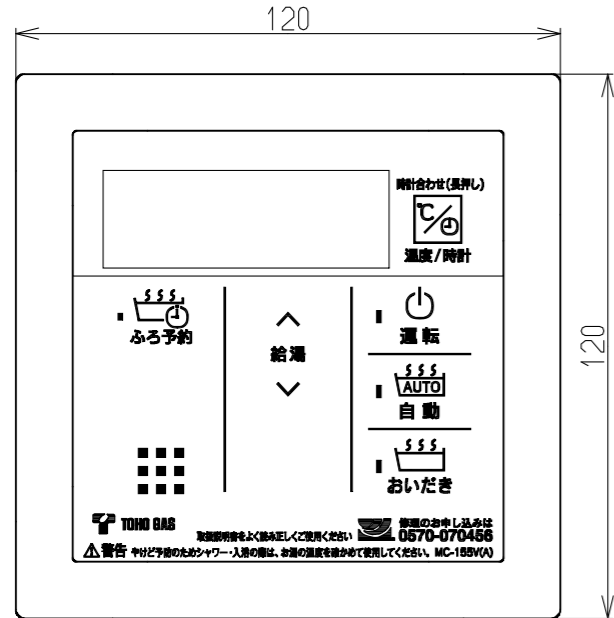 120
120
時計合わせ(長押し)
℃/
温度/時計
ふろ予約
給湯
運転
AUTO
自動
おいだき
TOHO GAS
取扱説明書をよく読み正しくご使用ください
修理のお申し込みは
0570-070456
警告 やけど予防のためシャワー・入浴の際は、お湯の温度を確かめて使用してください。 MC-155V(A)